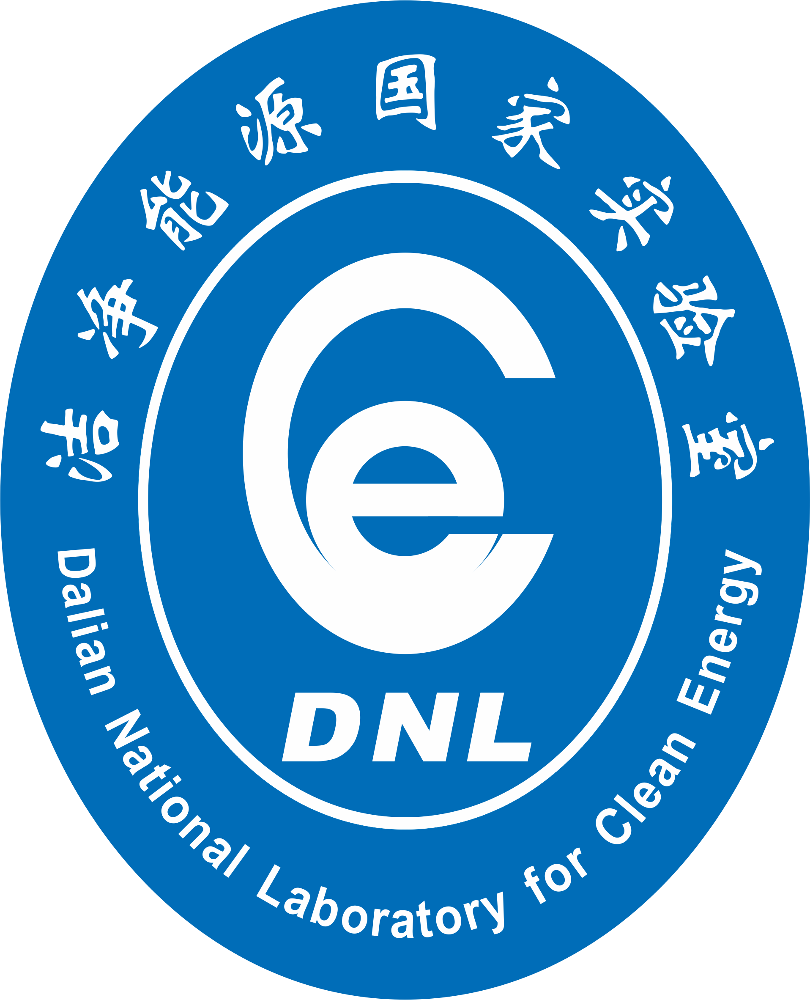 洁净能源国家实验室
DNL
Dalian National Laboratory for Clean Energy